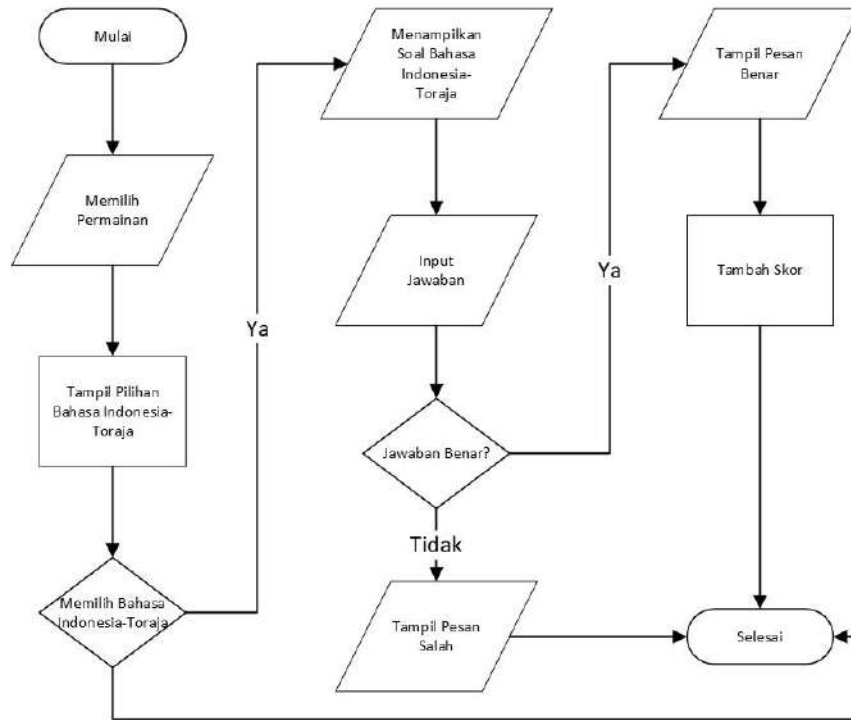 Mulai
Memilih
Permainan
Tampil Pilihan
Bahasa Indonesia-
Toraja
Memilih Bahasa
Indonesia-Toraja
Ya
Menampilkan
Soal Bahasa
Indonesia-
Toraja
Input
Jawaban
Jawaban Benar?
Tidak
Tampil Pesan
Salah
Ya
Tampil Pesan
Benar
Tambah Skor
Selesai